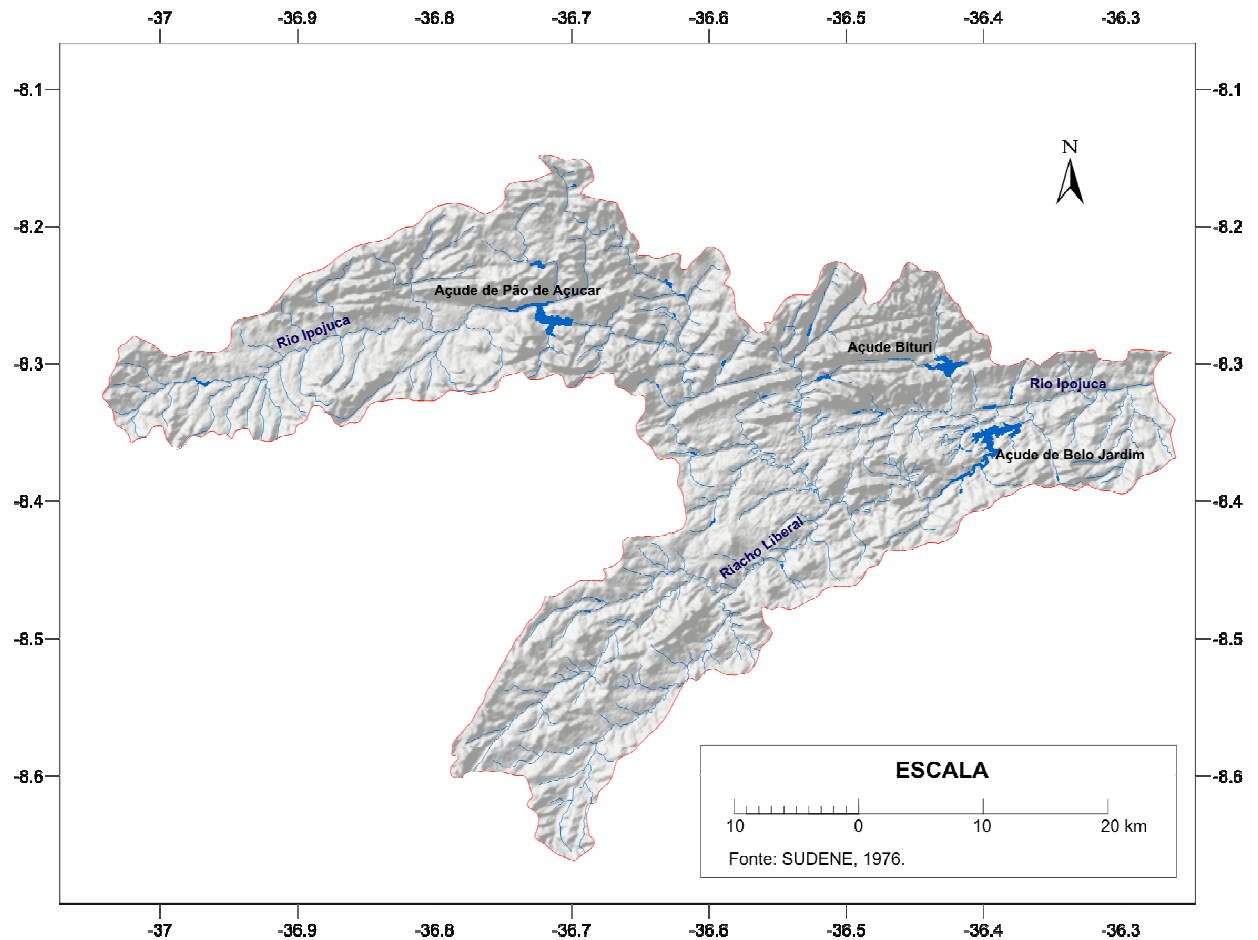 -37 -36.9 -36.8 -36.7 -36.6 -36.5 -36.4 -36.3
-8.1 -8.1
N
-8.2 -8.2
Açude de Pão de Açucar
Rio Ipojuca
Açude Bituri
-8.3 -8.3
Rio Ipojuca
Açude de Belo Jardim
-8.4 -8.4
Riacho Liberal
-8.5 -8.5
ESCALA
-8.6 -8.6
10 0 10 20 km
Fonte: SUDENE, 1976.
-37 -36.9 -36.8 -36.7 -36.6 -36.5 -36.4 -36.3